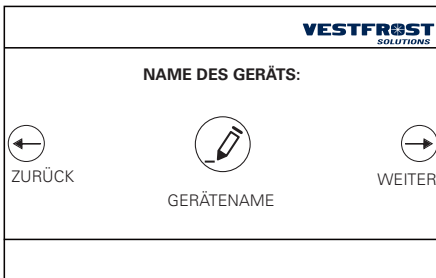 VESTFROST
SOLUTIONS
NAME DES GERÄTS:
ZURÜCK
WEITER
GERÄTENAME